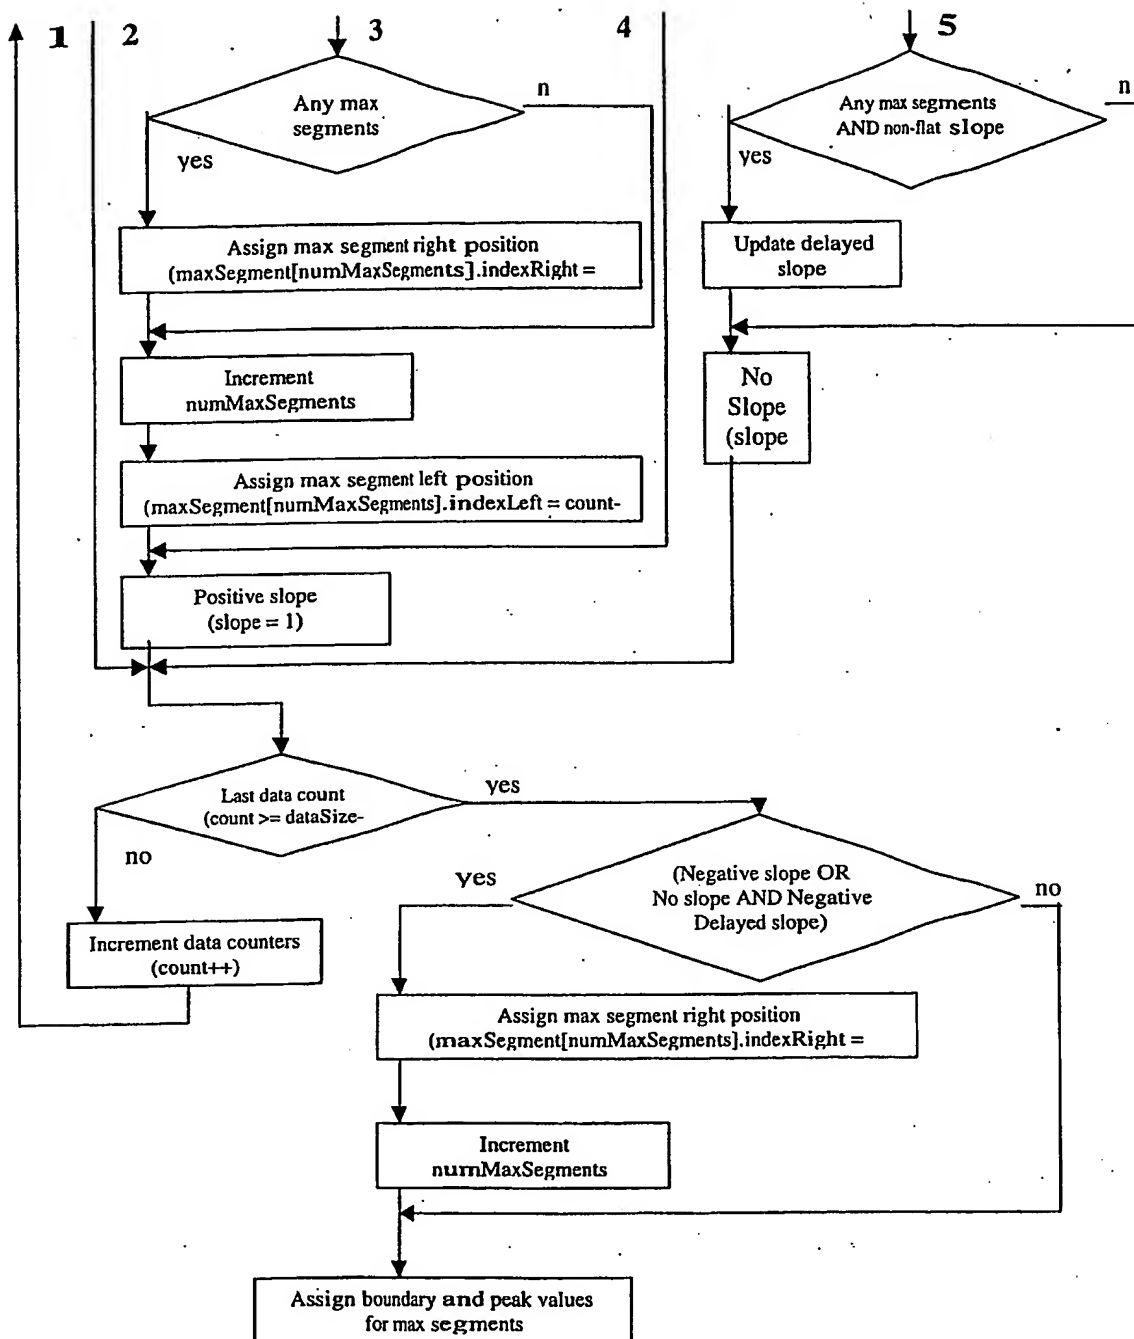 1
2
3
4
5
Any max
segments
n
yes
Any max segments
AND non-flat slope
n
yes
Assign max segment right position
(maxSegment[numMaxSegments].indexRight =
Update delayed
slope
Increment
numMaxSegments
No
Slope
(slope
Assign max segment left position
(maxSegment[numMaxSegments].indexLeft = count-
Positive slope
(slope = 1)
Last data count
(count >= dataSize-
yes
no
(Negative slope OR
No slope AND Negative
Delayed slope)
yes
no
Increment data counters
(count++)
Assign max segment right position
(maxSegment[numMaxSegments].indexRight =
Increment
numMaxSegments
Assign boundary and peak values
for max segments